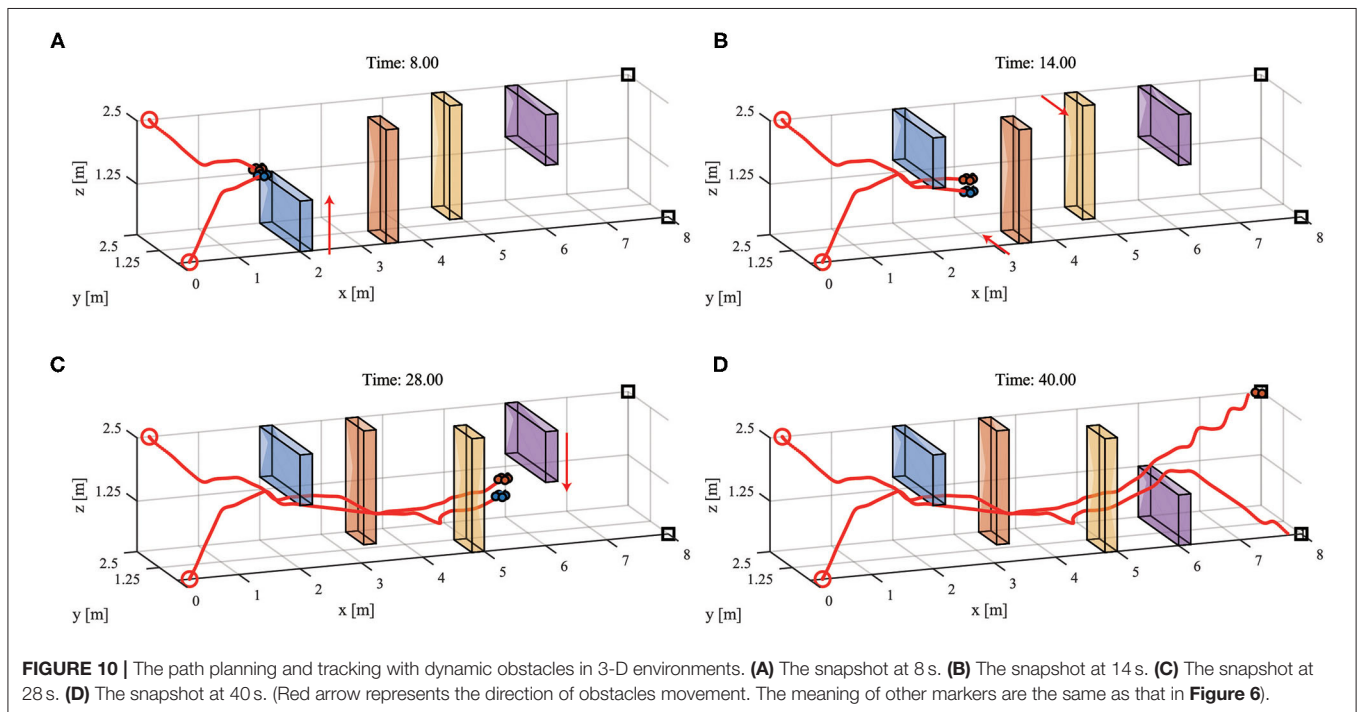 A
Time: 8.00
2.5
1.25
z [m]
2.5
1.25
y [m]
0
1
2
3
4
5
6
7
8
x [m]
B
Time: 14.00
2.5
1.25
z [m]
2.5
1.25
y [m]
0
1
2
3
4
5
6
7
8
x [m]
C
Time: 28.00
2.5
1.25
z [m]
2.5
1.25
y [m]
0
1
2
3
4
5
6
7
8
x [m]
D
Time: 40.00
2.5
1.25
z [m]
2.5
1.25
y [m]
0
1
2
3
4
5
6
7
8
x [m]
FIGURE 10 | The path planning and tracking with dynamic obstacles in 3-D environments. (A) The snapshot at 8 s. (B) The snapshot at 14 s. (C) The snapshot at
28 s. (D) The snapshot at 40 s. (Red arrow represents the direction of obstacles movement. The meaning of other markers are the same as that in Figure 6).